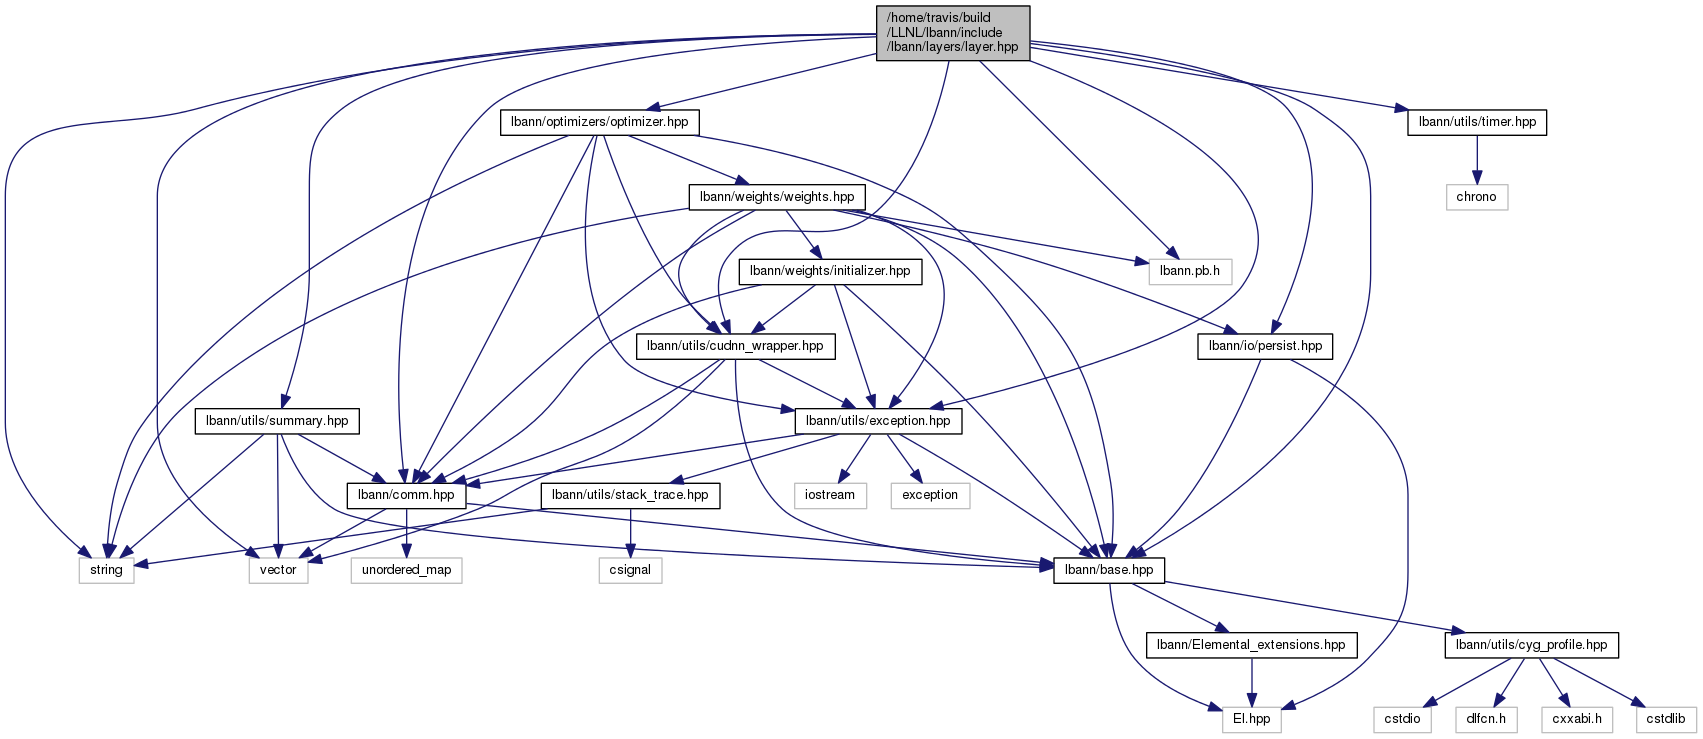 /home/travis/build
/LLNL/lbann/include
/lbann/layers/layer.hpp
lbann/optimizers/optimizer.hpp
lbann/utils/timer.hpp
lbann/weights/weights.hpp
chrono
lbann/weights/initializer.hpp
lbann.pb.h
lbann/utils/cudnn_wrapper.hpp
lbann/io/persist.hpp
lbann/utils/summary.hpp
lbann/utils/exception.hpp
lbann/comm.hpp
lbann/utils/stack_trace.hpp
iostream
exception
string
vector
unordered_map
csignal
lbann/base.hpp
lbann/Elemental_extensions.hpp
lbann/utils/cyg_profile.hpp
El.hpp
cstdio
dlfcn.h
cxxabi.h
cstdlib